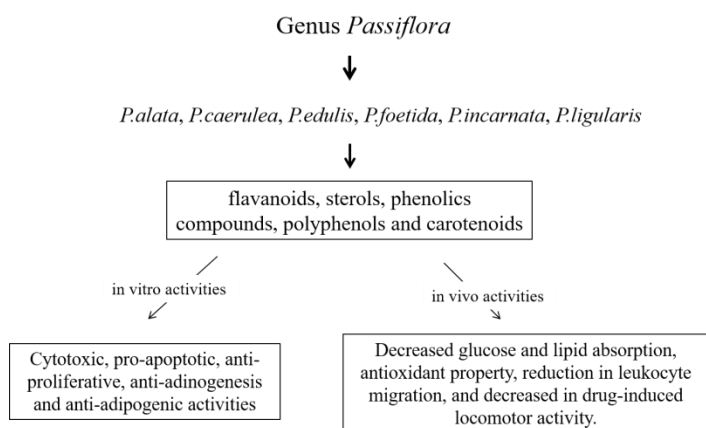 Genus Passiflora
P.alata, P.caerulea, P.edulis, P.foetida, P.incarnata, P.ligularis
flavanoids, sterols, phenolics
compounds, polyphenols and carotenoids
in vitro activities
in vivo activities
Cytotoxic, pro-apoptotic, anti-
proliferative, anti-adinogenesis
and anti-adipogenic activities
Decreased glucose and lipid absorption,
antioxidant property, reduction in leukocyte
migration, and decreased in drug-induced
locomotor activity.